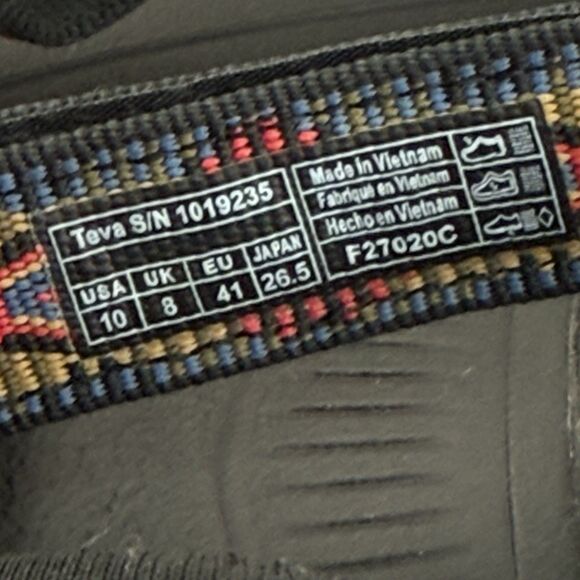 Teva S/N 1019235
USA UK EU JAPAN
10 8 41 26.5
Made in Vietnam
Fabriqué en Vietnam
Hecho en Vietnam
F27020C